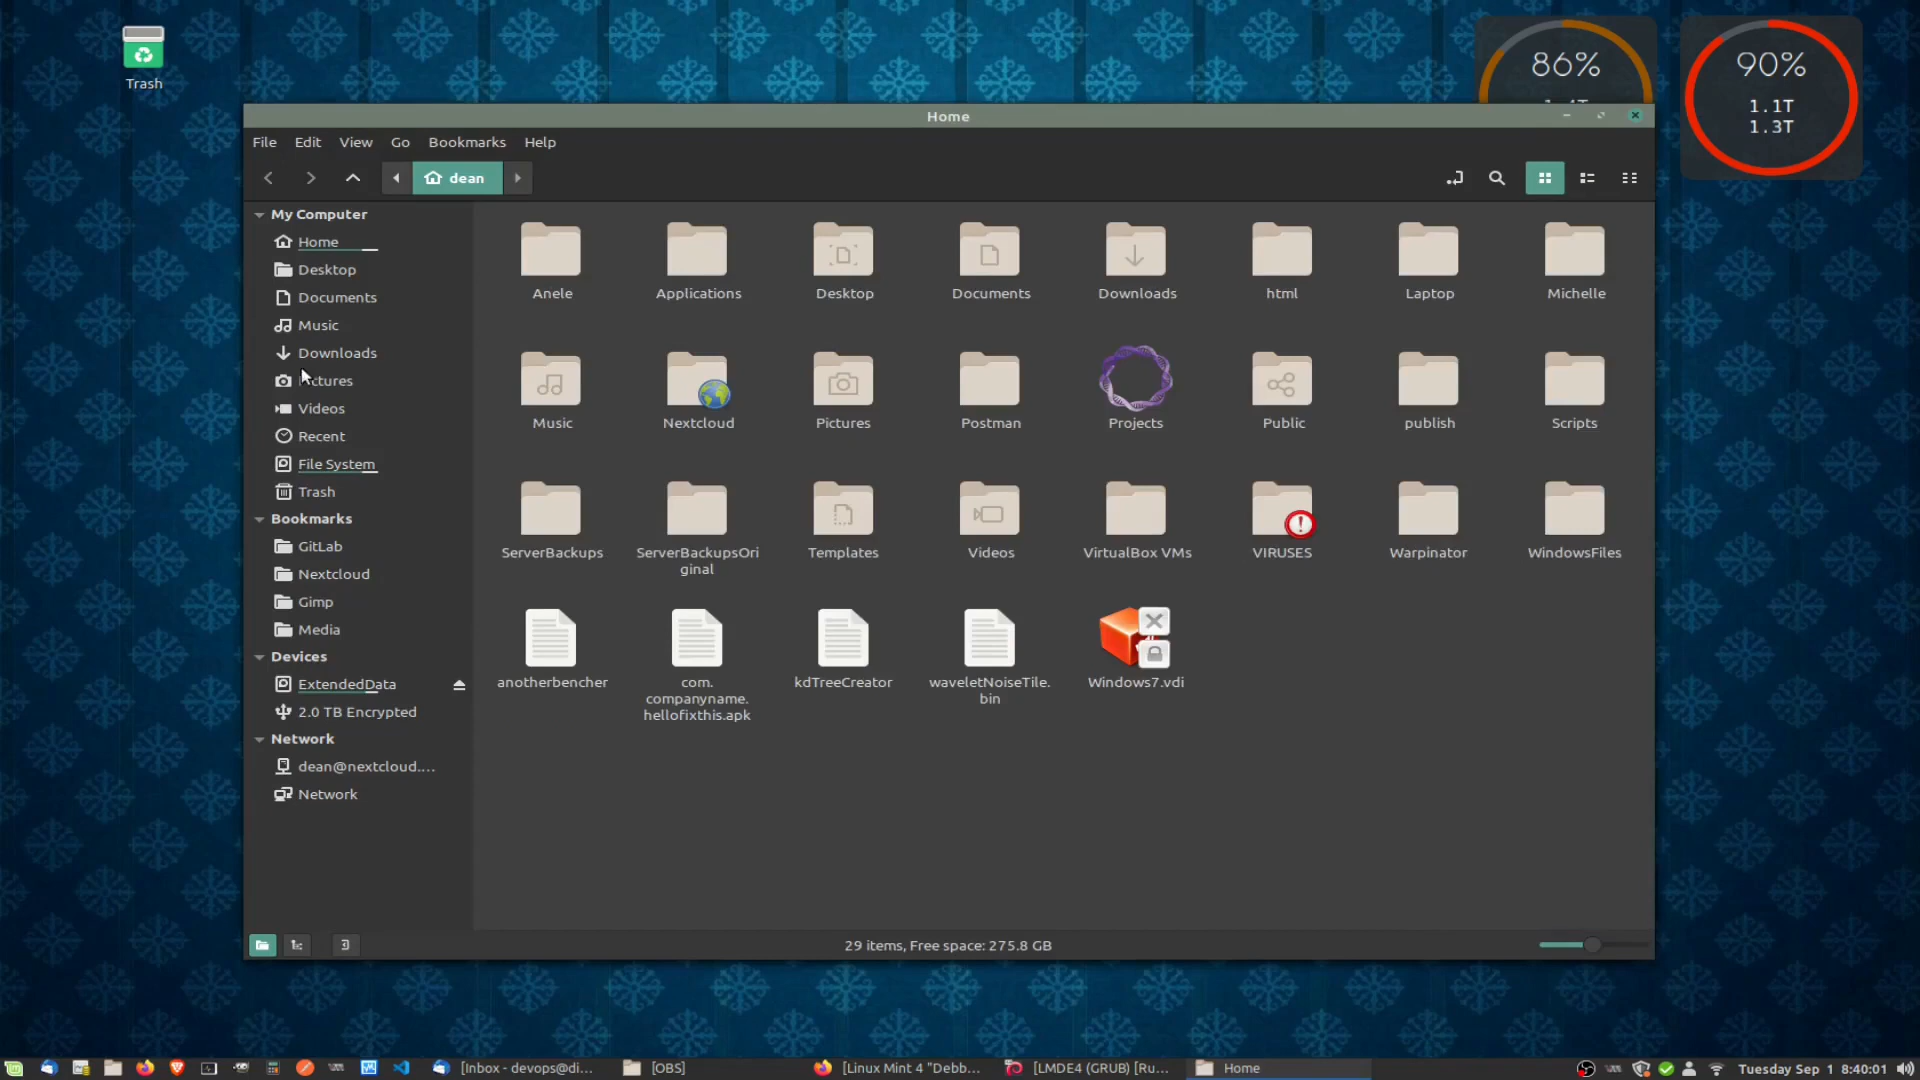 Trash
86%
90%
1.1T
1.3T
Home
File Edit View Go Bookmarks Help
dean
My Computer
Home
Desktop
Documents
Music
Downloads
Videos
Recent
File System
Trash
Bookmarks
GitLab
Nextcloud
Gimp
Media
Devices
ExtendedData
2.0 TB Encrypted
Network
dean@nextcloud....
Network
Anele Applications Desktop Documents Downloads html Laptop Michelle
Music Nextcloud Pictures Postman Projects Public publish Scripts
ServerBackups ServerBackupsOri Templates Videos VirtualBox VMs VIRUSES Warpinator WindowsFiles
ginal
anotherbencher com. kdTreeCreator waveletNoiseTile. Windows7.vdi
companyname. bin
hellofixthis.apk
29 items, Free space: 275.8 GB
[Inbox - devops@di... [OBS] [Linux Mint 4 "Debb... [LMDE4 (GRUB) [Ru... Home Tuesday Sep 1 8:40:01